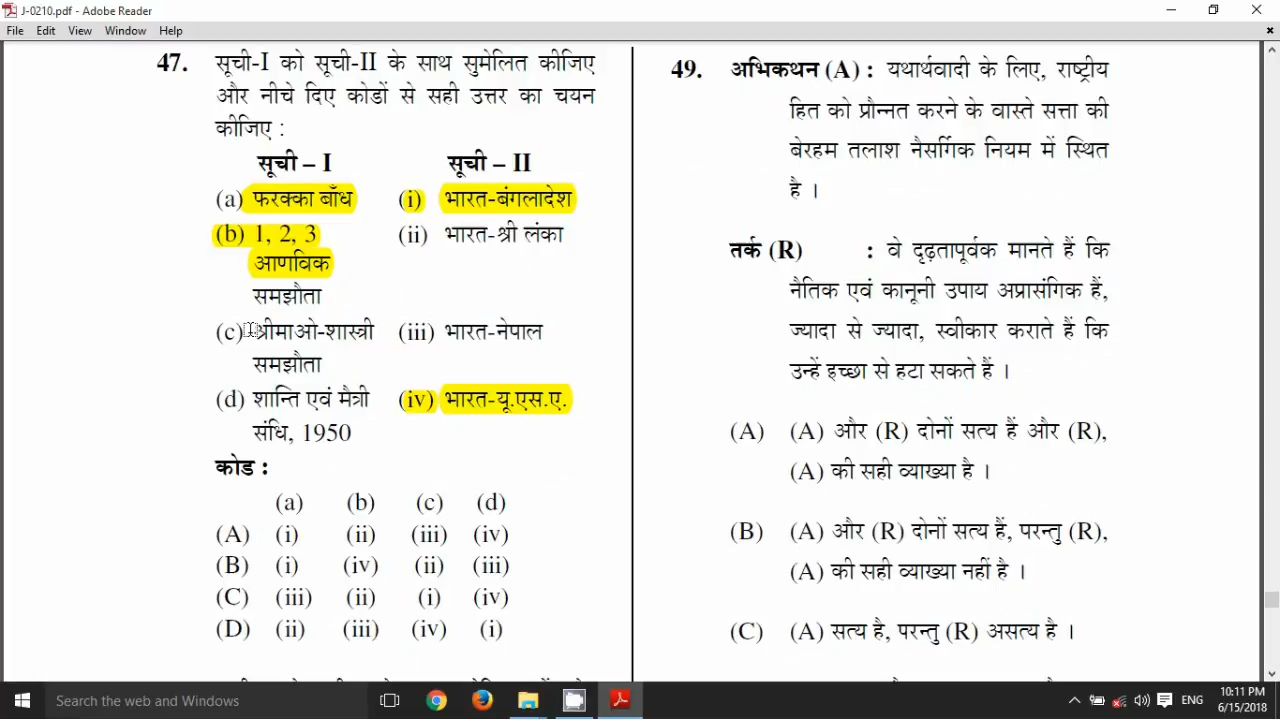 J-0210.pdf - Adobe Reader
File Edit View Window Help
47. सूची-I को सूची-II के साथ सुमेलित कीजिए
और नीचे दिए कोडों से सही उत्तर का चयन
कीजिए :
सूची – I सूची – II
(a) फरक्का बाँध (i) भारत-बंगलादेश
(b) 1, 2, 3 (ii) भारत-श्री लंका
आणविक
समझौता
(c) श्रीमाओ-शास्त्री (iii) भारत-नेपाल
समझौता
(d) शान्ति एवं मैत्री (iv) भारत-यू.एस.ए.
संधि, 1950
कोड :
(a) (b) (c) (d)
(A) (i) (ii) (iii) (iv)
(B) (i) (iv) (ii) (iii)
(C) (iii) (ii) (i) (iv)
(D) (ii) (iii) (iv) (i)
49. अभिकथन (A) : यथार्थवादी के लिए, राष्ट्रीय
हित को प्रौन्नत करने के वास्ते सत्ता की
बेरहम तलाश नैसर्गिक नियम में स्थित
है ।
तर्क (R) : वे दृढ़तापूर्वक मानते हैं कि
नैतिक एवं कानूनी उपाय अप्रासंगिक हैं,
ज्यादा से ज्यादा, स्वीकार कराते हैं कि
उन्हें इच्छा से हटा सकते हैं ।
(A) (A) और (R) दोनों सत्य हैं और (R),
(A) की सही व्याख्या है ।
(B) (A) और (R) दोनों सत्य हैं, परन्तु (R),
(A) की सही व्याख्या नहीं है ।
(C) (A) सत्य है, परन्तु (R) असत्य है ।
Search the web and Windows
ENG
10:11 PM
6/15/2018